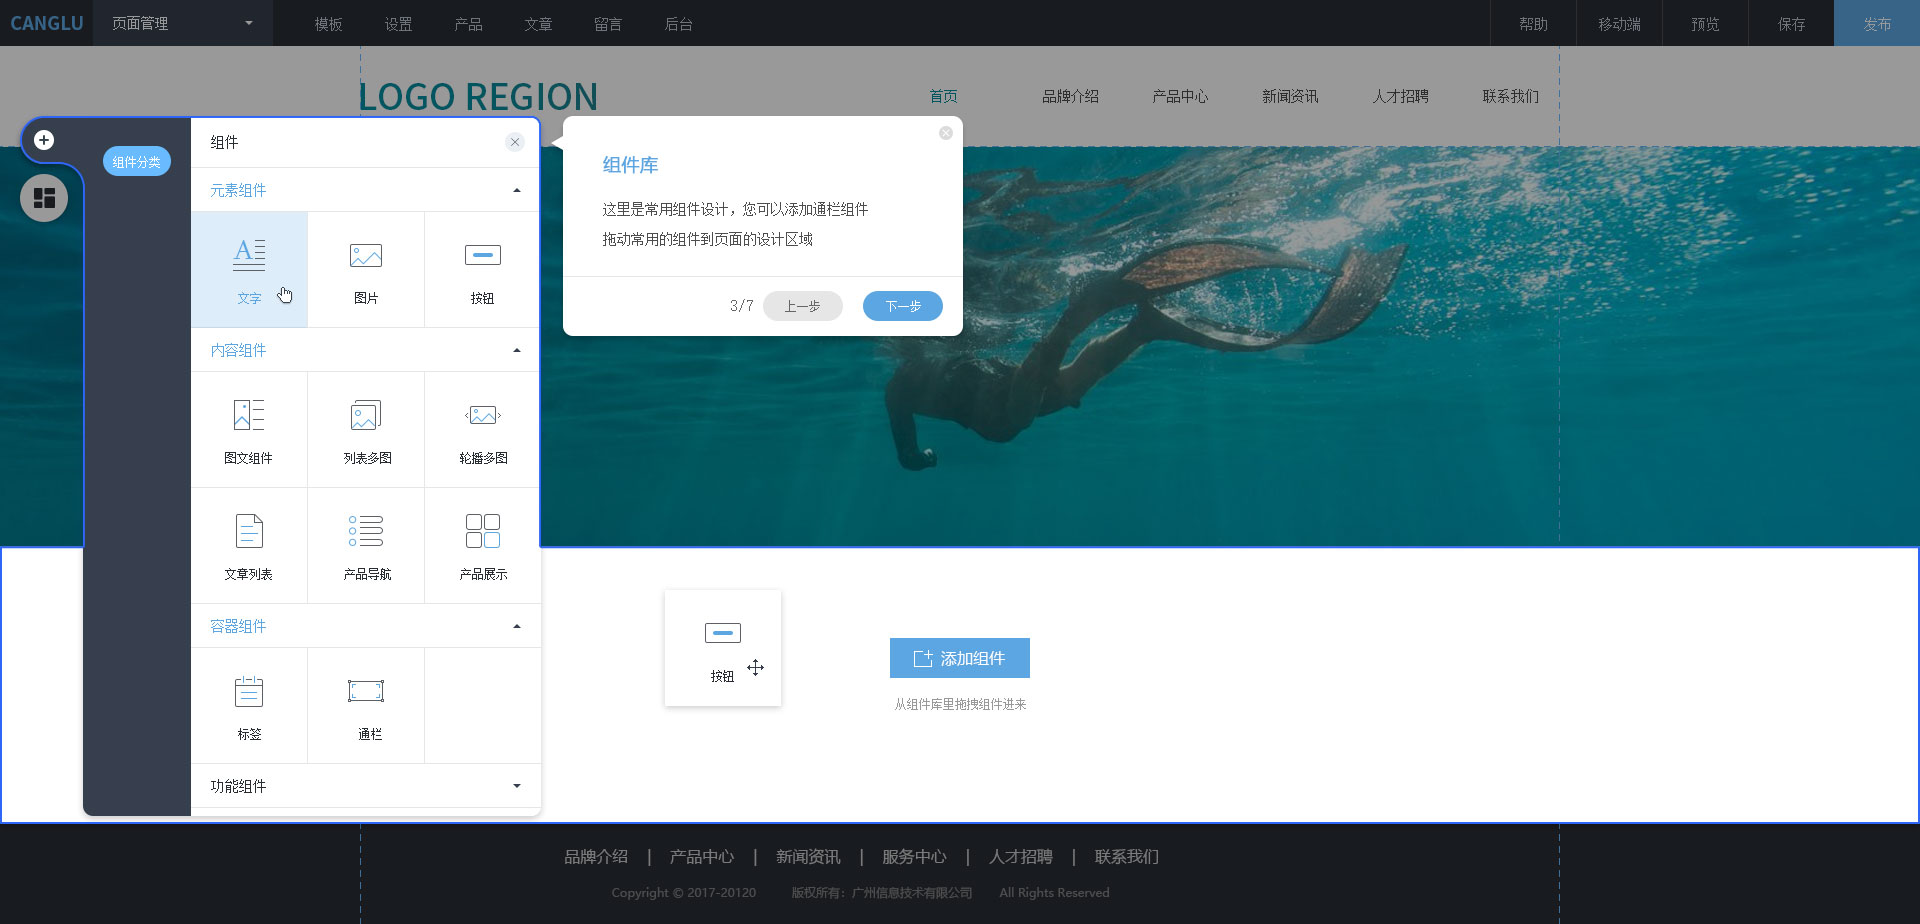 CANGLU 页面管理 模板 设置 产品 文章 留言 后台 帮助 移动端 预览 保存 发布
LOGO REGION 首页 品牌介绍 产品中心 新闻资讯 人才招聘 联系我们
组件分类
组件
元素组件
A
文字 图片 按钮
内容组件
图文组件 列表多图 轮播多图
文章列表 产品导航 产品展示
容器组件
标签 通栏
功能组件
组件库
这里是常用组件设计，您可以添加通栏组件
拖动常用的组件到页面的设计区域
3/7 上一步 下一步
按钮
添加组件
从组件库里拖拽组件进来
品牌介绍 | 产品中心 | 新闻资讯 | 服务中心 | 人才招聘 | 联系我们
Copyright © 2017-20120 版权所有：广州信息技术有限公司 All Rights Reserved